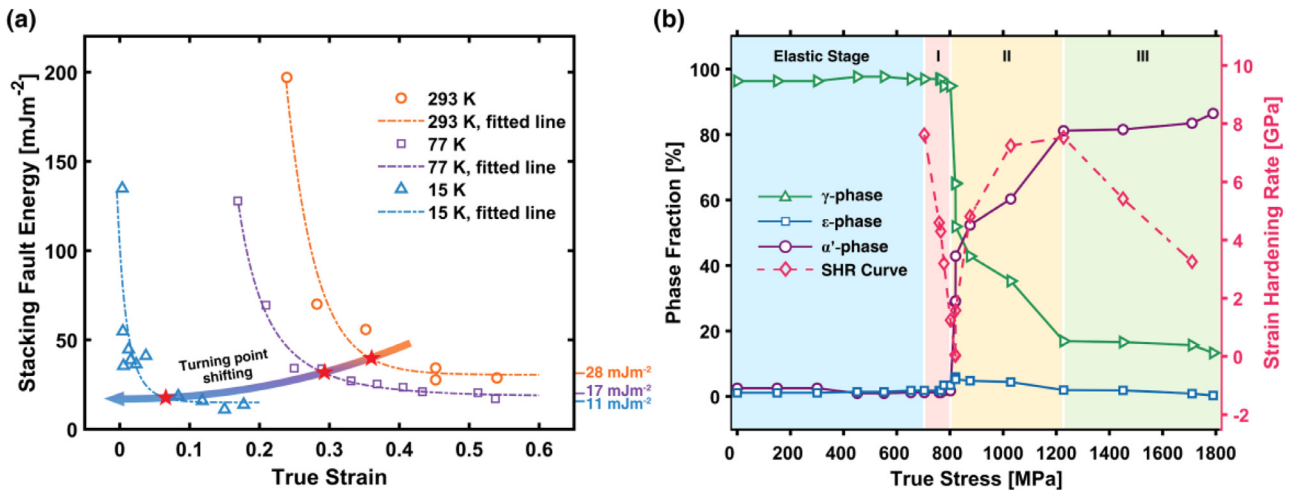 (a)
Stacking Fault Energy [mJm-2]
200
150
100
50
0
293 K
293 K, fitted line
77 K
77 K, fitted line
15 K
15 K, fitted line
Turning point
shifting
28 mJm-2
17 mJm-2
11 mJm-2
0 0.1 0.2 0.3 0.4 0.5 0.6
True Strain
(b)
Phase Fraction [%]
100
80
60
40
20
0
Elastic Stage I II III
γ-phase
ε-phase
α'-phase
SHR Curve
10
8
6
4
2
0
-2
Strain Hardening Rate [GPa]
0 200 400 600 800 1000 1200 1400 1600 1800
True Stress [MPa]